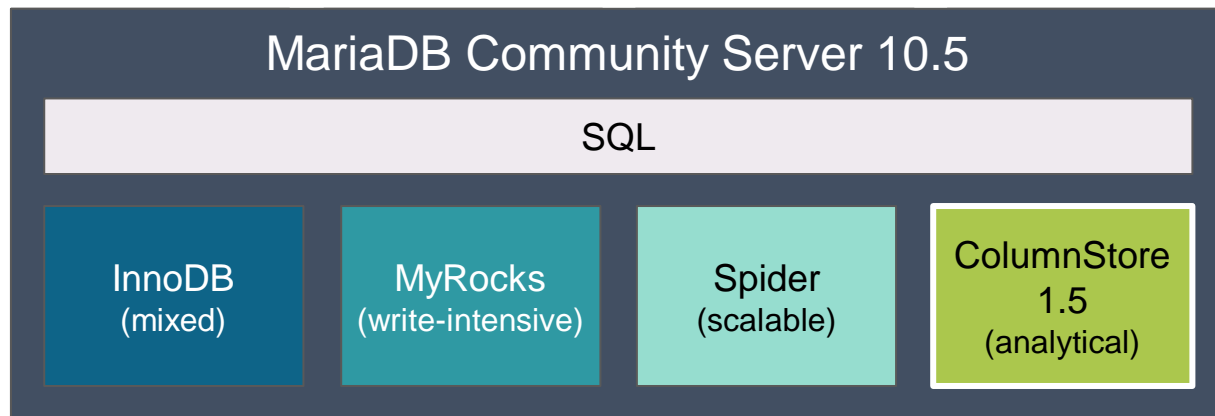 MariaDB Community Server 10.5
SQL
InnoDB
(mixed)
MyRocks
(write-intensive)
Spider
(scalable)
ColumnStore
1.5
(analytical)